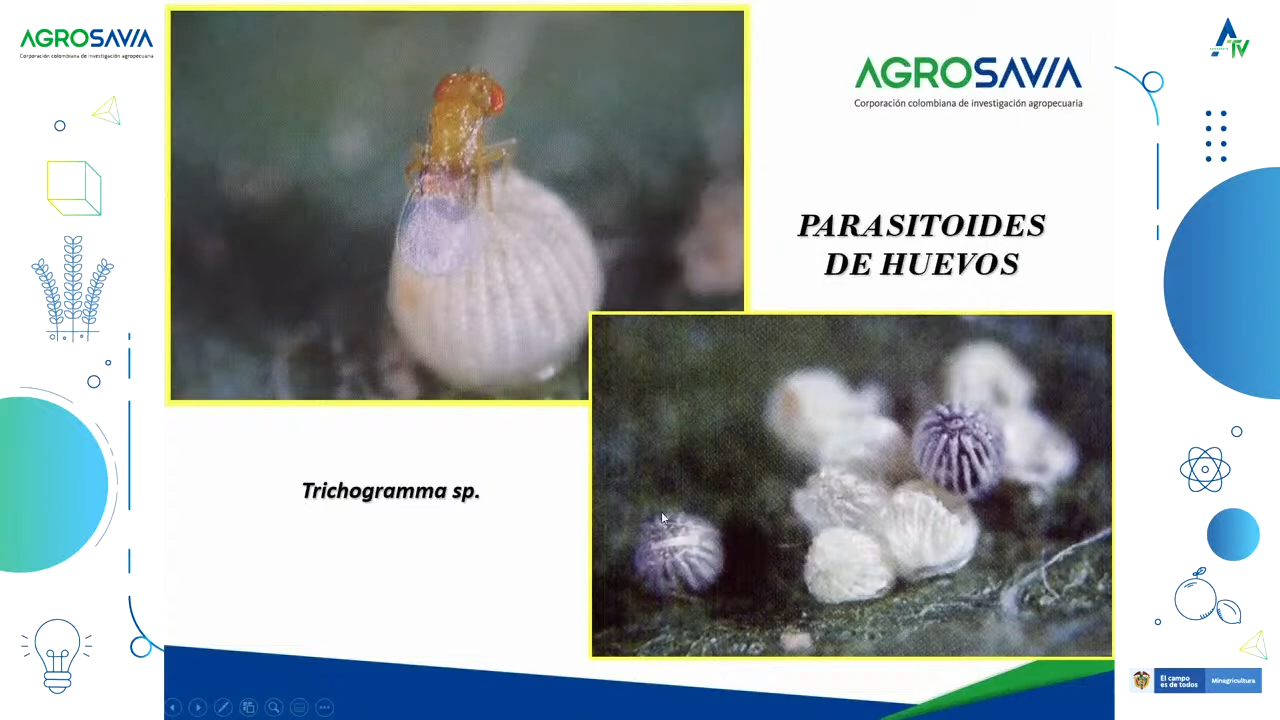 AGROSAVIA
Corporación colombiana de investigación agropecuaria
AGROSAVIA
Corporación colombiana de investigación agropecuaria
TV
PARASITOIDES
DE HUEVOS
Trichogramma sp.
El campo
es de todos
Minagricultura